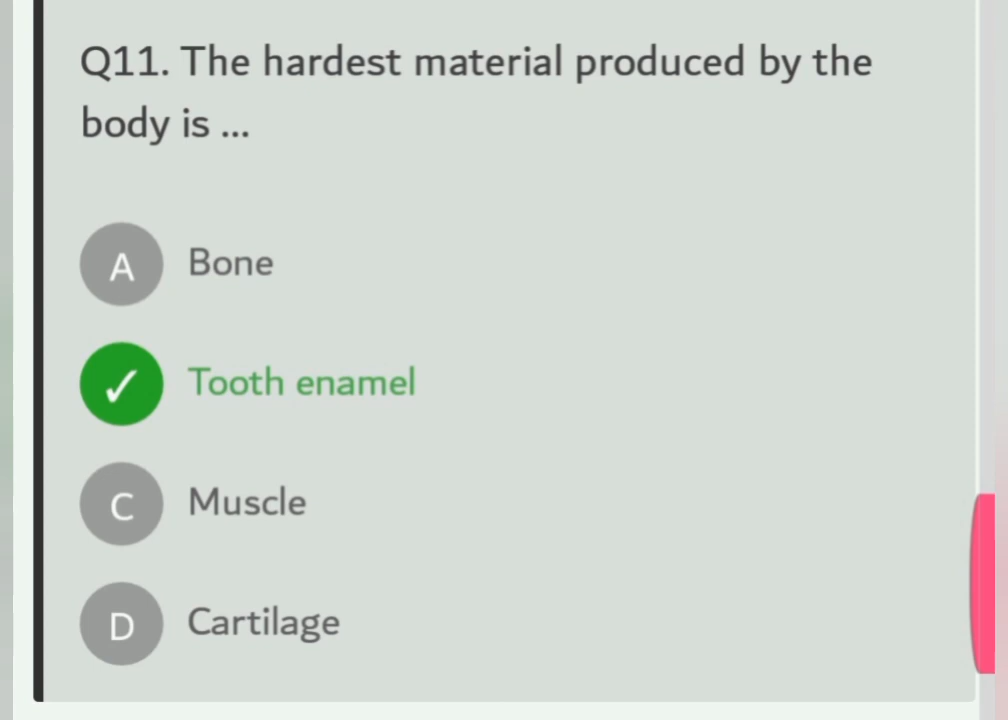 Q11. The hardest material produced by the
body is ...
A Bone
✓ Tooth enamel
C Muscle
D Cartilage